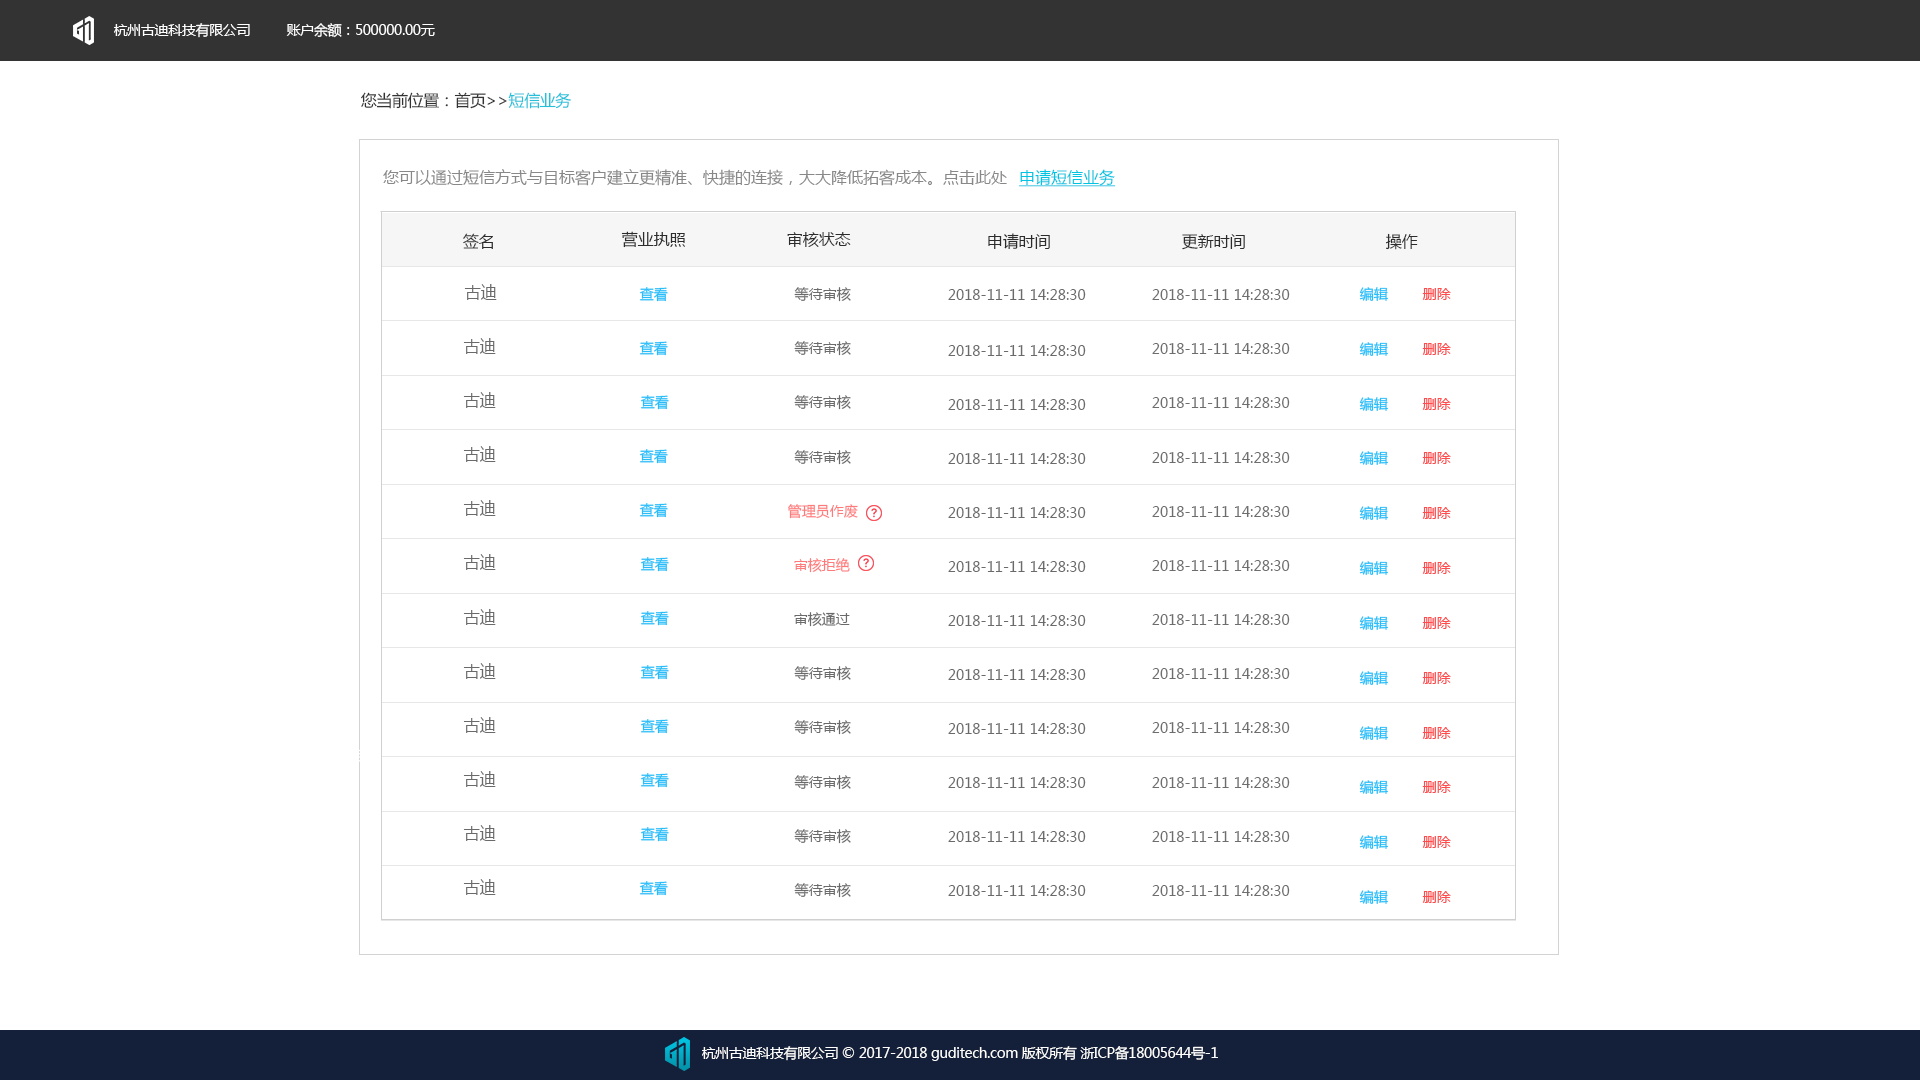 杭州古迪科技有限公司 账户余额：500000.00元
您当前位置：首页>>短信业务
您可以通过短信方式与目标客户建立更精准、快捷的连接，大大降低拓客成本。点击此处 申请短信业务
签名 营业执照 审核状态 申请时间 更新时间 操作
古迪 查看 等待审核 2018-11-11 14:28:30 2018-11-11 14:28:30 编辑 删除
古迪 查看 等待审核 2018-11-11 14:28:30 2018-11-11 14:28:30 编辑 删除
古迪 查看 等待审核 2018-11-11 14:28:30 2018-11-11 14:28:30 编辑 删除
古迪 查看 等待审核 2018-11-11 14:28:30 2018-11-11 14:28:30 编辑 删除
古迪 查看 管理员作废 ? 2018-11-11 14:28:30 2018-11-11 14:28:30 编辑 删除
古迪 查看 审核拒绝 ? 2018-11-11 14:28:30 2018-11-11 14:28:30 编辑 删除
古迪 查看 审核通过 2018-11-11 14:28:30 2018-11-11 14:28:30 编辑 删除
古迪 查看 等待审核 2018-11-11 14:28:30 2018-11-11 14:28:30 编辑 删除
古迪 查看 等待审核 2018-11-11 14:28:30 2018-11-11 14:28:30 编辑 删除
古迪 查看 等待审核 2018-11-11 14:28:30 2018-11-11 14:28:30 编辑 删除
古迪 查看 等待审核 2018-11-11 14:28:30 2018-11-11 14:28:30 编辑 删除
古迪 查看 等待审核 2018-11-11 14:28:30 2018-11-11 14:28:30 编辑 删除
杭州古迪科技有限公司 © 2017-2018 guditech.com 版权所有 浙ICP备18005644号-1